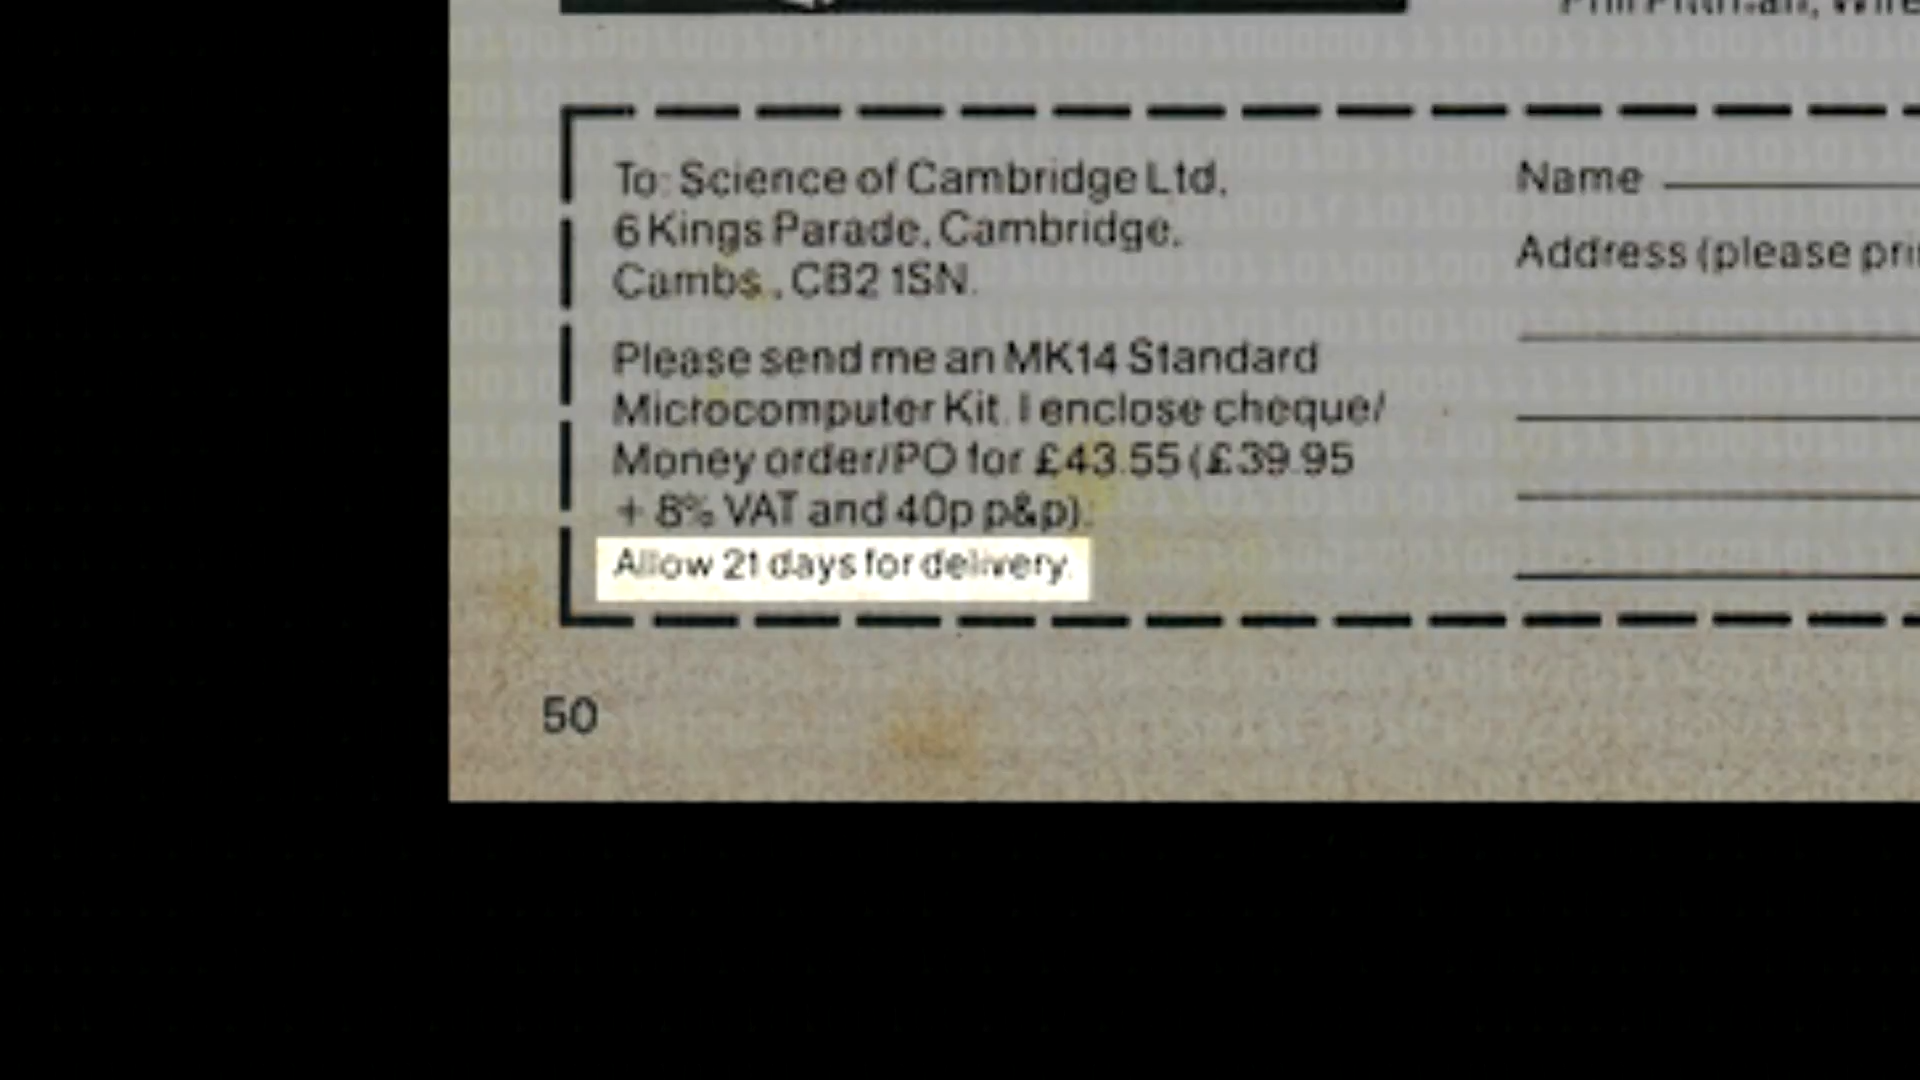 To: Science of Cambridge Ltd,
6 Kings Parade, Cambridge,
Cambs., CB2 1SN.
Please send me an MK14 Standard
Microcomputer Kit. I enclose cheque/
Money order/PO for £43.55 (£39.95
+ 8% VAT and 40p p&p).
Allow 21 days for delivery.
Name
Address (please
50